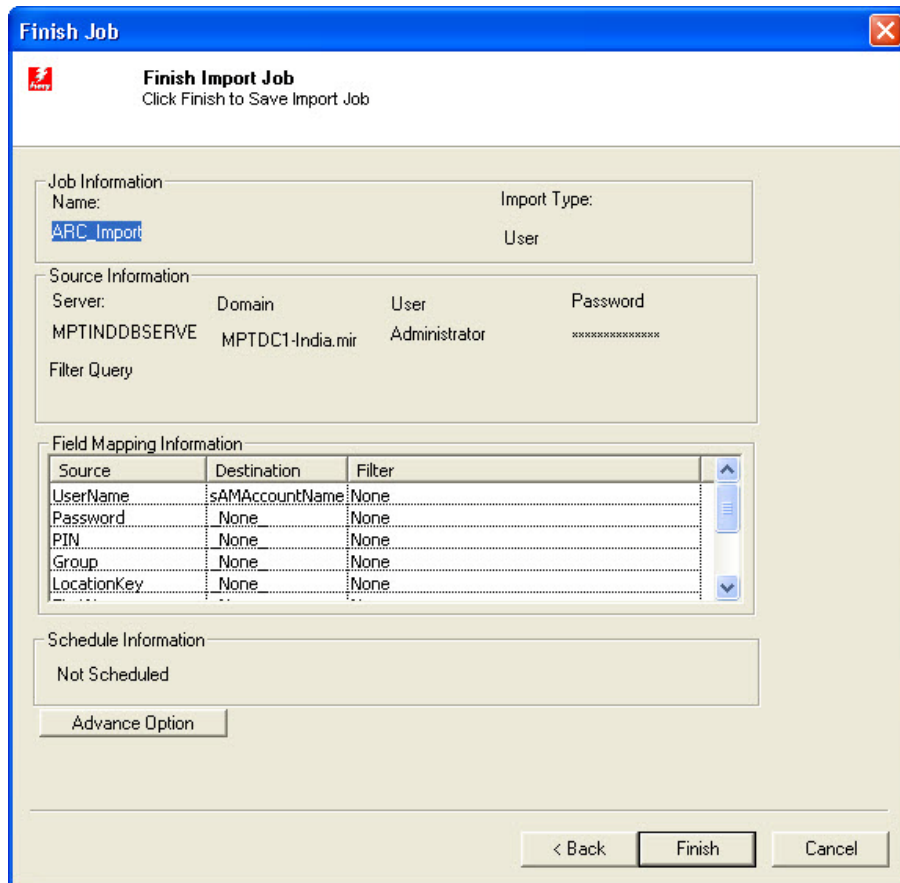 Finish Job
Fiery
Finish Import Job
Click Finish to Save Import Job
Job Information
Name: Import Type:
ARC_Import User
Source Information
Server: Domain User Password
MPTINDDBSERVE MPTDC1-India.mir Administrator ××××××××××××××
Filter Query
Field Mapping Information
Source Destination Filter
UserName sAMAccountName None
Password _None_ None
PIN _None_ None
Group _None_ None
LocationKey _None_ None
Schedule Information
Not Scheduled
Advance Option
< Back Finish Cancel